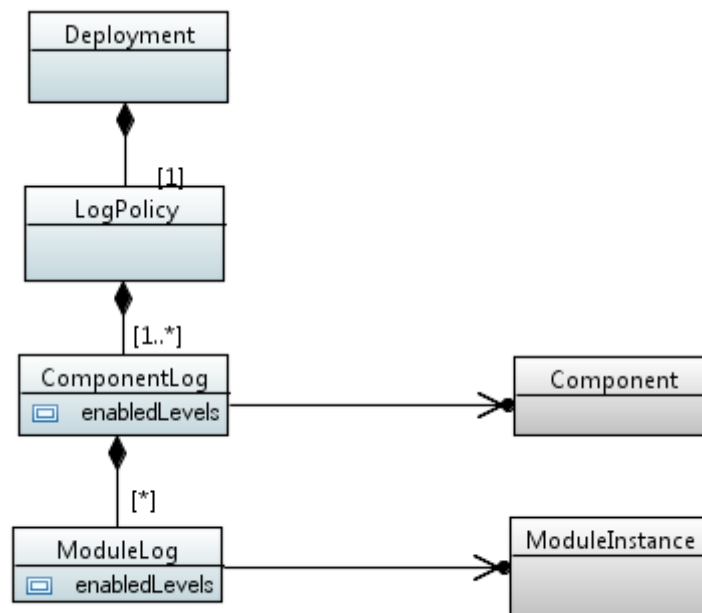 Deployment
[1]
LogPolicy
[1..*]
ComponentLog
enabledLevels
Component
[*]
ModuleLog
enabledLevels
ModuleInstance